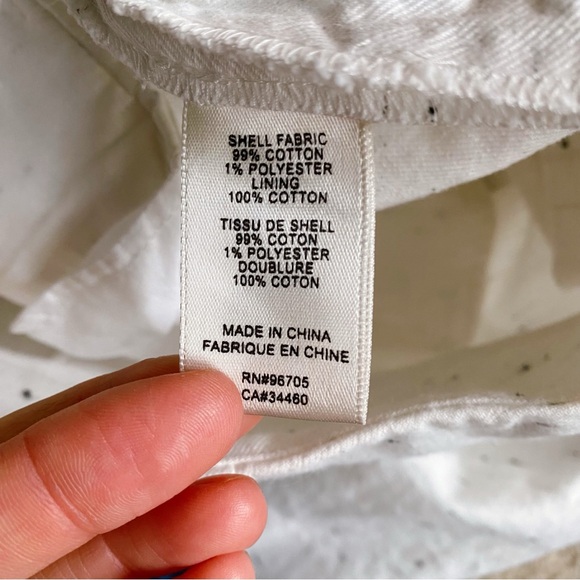 SHELL FABRIC
99% COTTON
1% POLYESTER
LINING
100% COTTON
TISSU DE SHELL
99% COTON
1% POLYESTER
DOUBLURE
100% COTON
MADE IN CHINA
FABRIQUE EN CHINE
RN#96705
CA#34460